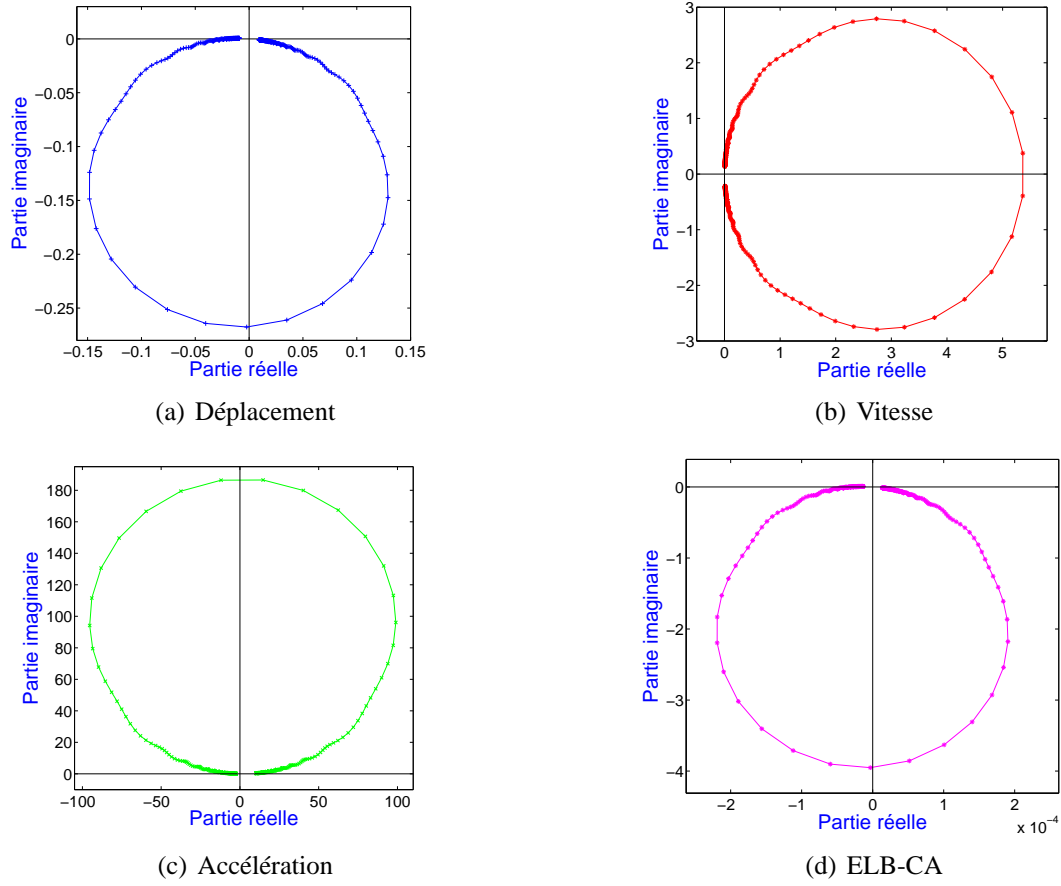 0
−0.05
−0.1
−0.15
−0.2
−0.25
Partie imaginaire
−0.15 −0.1 −0.05 0 0.05 0.1 0.15
Partie réelle
(a) Déplacement
3
2
1
0
−1
−2
−3
Partie imaginaire
0 1 2 3 4 5
Partie réelle
(b) Vitesse
180
160
140
120
100
80
60
40
20
0
Partie imaginaire
−100 −50 0 50 100
Partie réelle
(c) Accélération
0
−1
−2
−3
−4
Partie imaginaire
−2 −1 0 1 2
x 10⁻⁴
Partie réelle
(d) ELB-CA